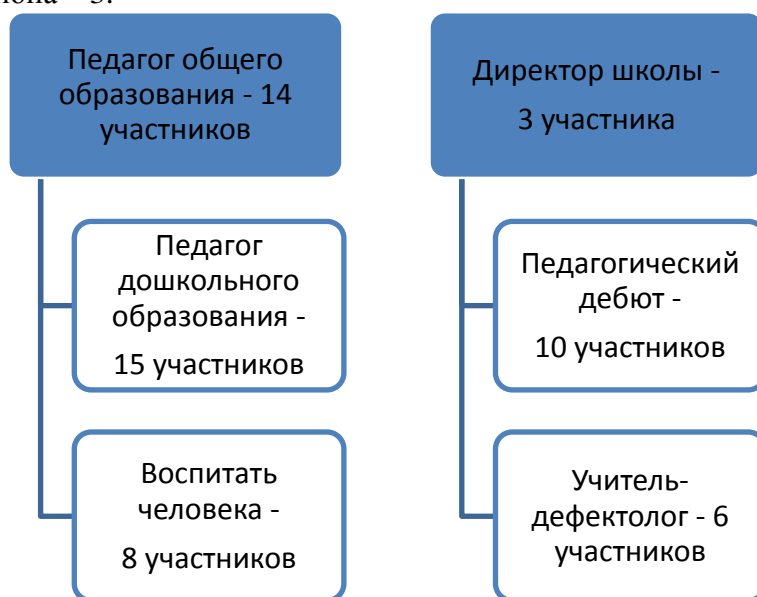 Педагог общего
образования - 14
участников
Педагог
дошкольного
образования -
15 участников
Воспитать
человека -
8 участников
Директор школы -
3 участника
Педагогический
дебют -
10 участников
Учитель-
дефектолог - 6
участников